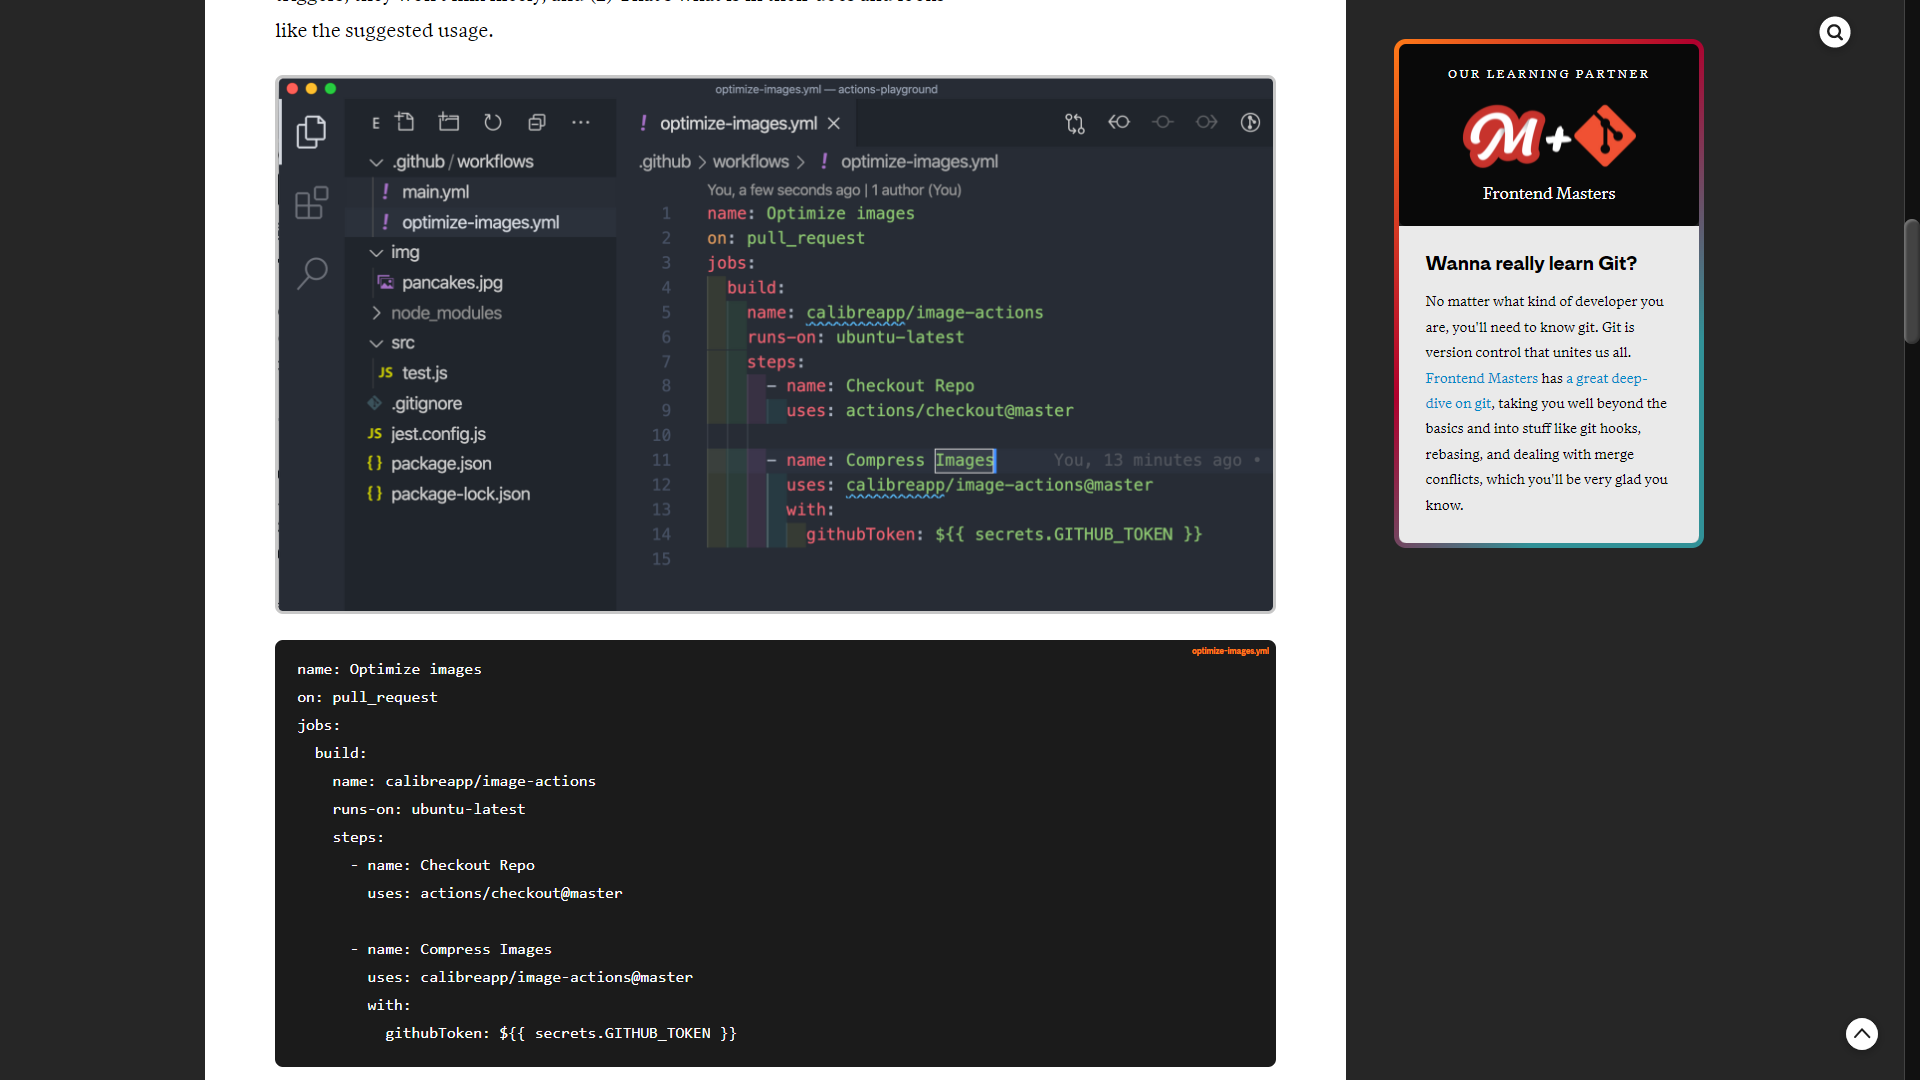 like the suggested usage.
optimize-images.yml — actions-playground
E
! optimize-images.yml
.github / workflows
! main.yml
! optimize-images.yml
img
pancakes.jpg
node_modules
src
JS test.js
.gitignore
JS jest.config.js
{} package.json
{} package-lock.json
.github > workflows > ! optimize-images.yml
You, a few seconds ago | 1 author (You)
1 name: Optimize images
2 on: pull_request
3 jobs:
4 build:
5 name: calibreapp/image-actions
6 runs-on: ubuntu-latest
7 steps:
8 - name: Checkout Repo
9 uses: actions/checkout@master
10
11 - name: Compress Images You, 13 minutes ago •
12 uses: calibreapp/image-actions@master
13 with:
14 githubToken: ${{ secrets.GITHUB_TOKEN }}
15
optimize-images.yml
name: Optimize images
on: pull_request
jobs:
build:
name: calibreapp/image-actions
runs-on: ubuntu-latest
steps:
- name: Checkout Repo
uses: actions/checkout@master
- name: Compress Images
uses: calibreapp/image-actions@master
with:
githubToken: ${{ secrets.GITHUB_TOKEN }}
OUR LEARNING PARTNER
M+
Frontend Masters
Wanna really learn Git?
No matter what kind of developer you
are, you'll need to know git. Git is
version control that unites us all.
Frontend Masters has a great deep-
dive on git, taking you well beyond the
basics and into stuff like git hooks,
rebasing, and dealing with merge
conflicts, which you'll be very glad you
know.